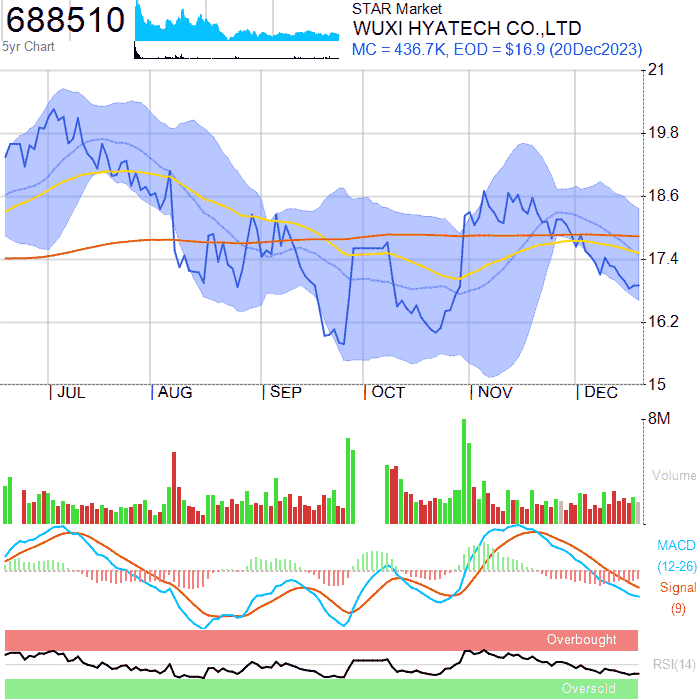 688510
5yr Chart
STAR Market
WUXI HYATECH CO.,LTD
MC = 436.7K, EOD = $16.9 (20Dec2023)
21
19.8
18.6
17.4
16.2
15
JUL AUG SEP OCT NOV DEC
8M
Volume
MACD
(12-26)
Signal
(9)
Overbought
RSI(14)
Oversold